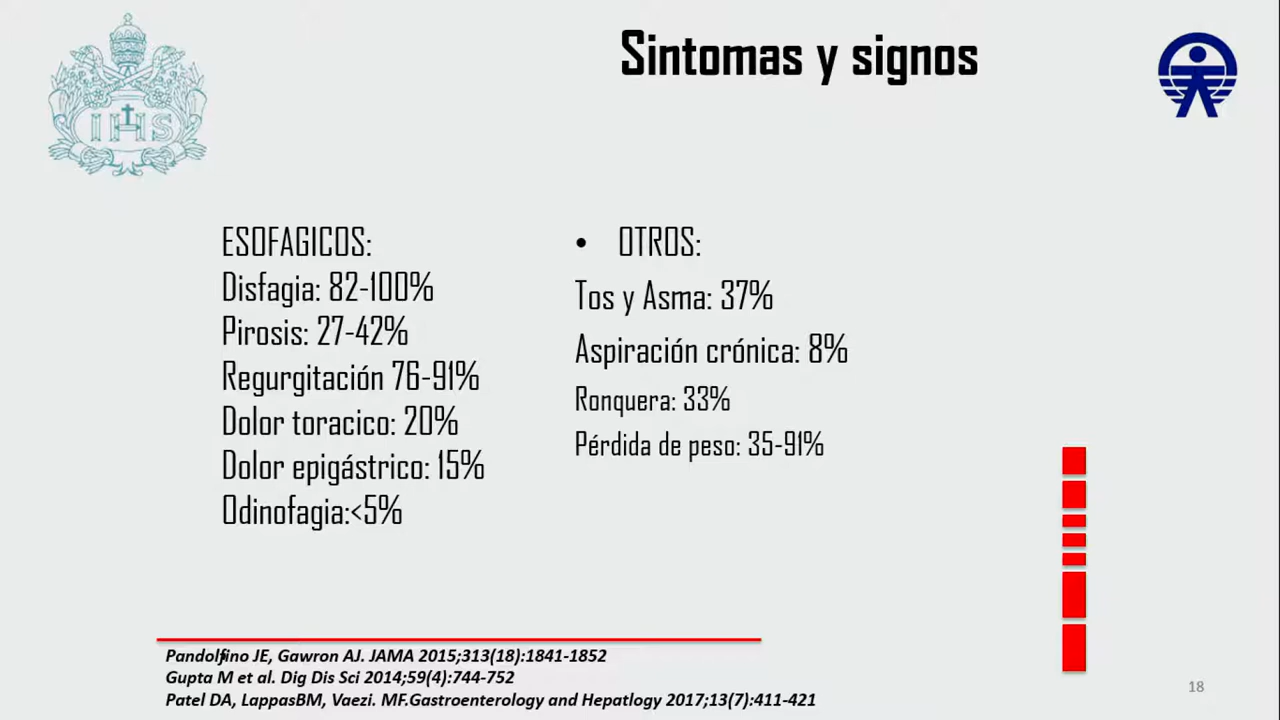 Sintomas y signos
IHS
ESOFAGICOS:
Disfagia: 82-100%
Pirosis: 27-42%
Regurgitación 76-91%
Dolor toracico: 20%
Dolor epigástrico: 15%
Odinofagia:<5%
• OTROS:
Tos y Asma: 37%
Aspiración crónica: 8%
Ronquera: 33%
Pérdida de peso: 35-91%
Pandolfino JE, Gawron AJ. JAMA 2015;313(18):1841-1852
Gupta M et al. Dig Dis Sci 2014;59(4):744-752
Patel DA, LappasBM, Vaezi. MF.Gastroenterology and Hepatlogy 2017;13(7):411-421
18